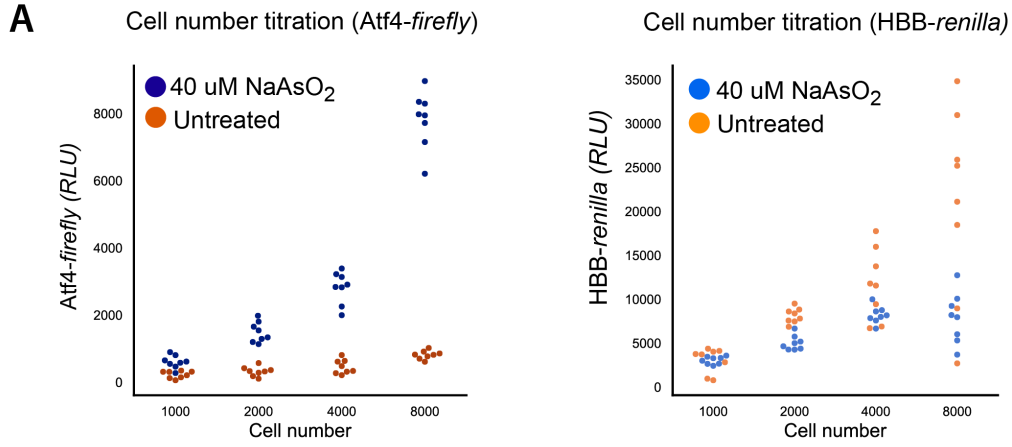 A
Cell number titration (Atf4-firefly)
40 uM NaAsO2
Untreated
Atf4-firefly (RLU)
8000
6000
4000
2000
0
1000 2000 4000 8000
Cell number
Cell number titration (HBB-renilla)
40 uM NaAsO2
Untreated
HBB-renilla (RLU)
35000
30000
25000
20000
15000
10000
5000
0
1000 2000 4000 8000
Cell number